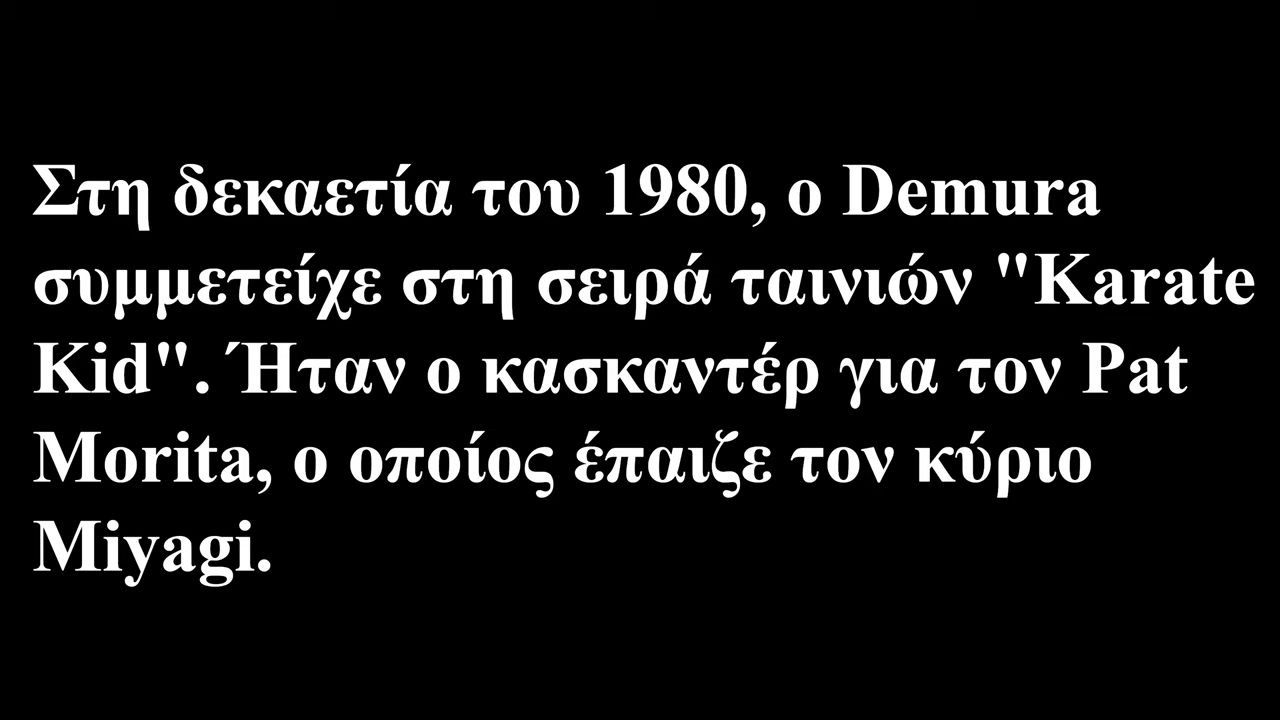 Στη δεκαετία του 1980, ο Demura
συμμετείχε στη σειρά ταινιών "Karate
Kid". Ήταν ο κασκαντέρ για τον Pat
Morita, ο οποίος έπαιζε τον κύριο
Miyagi.